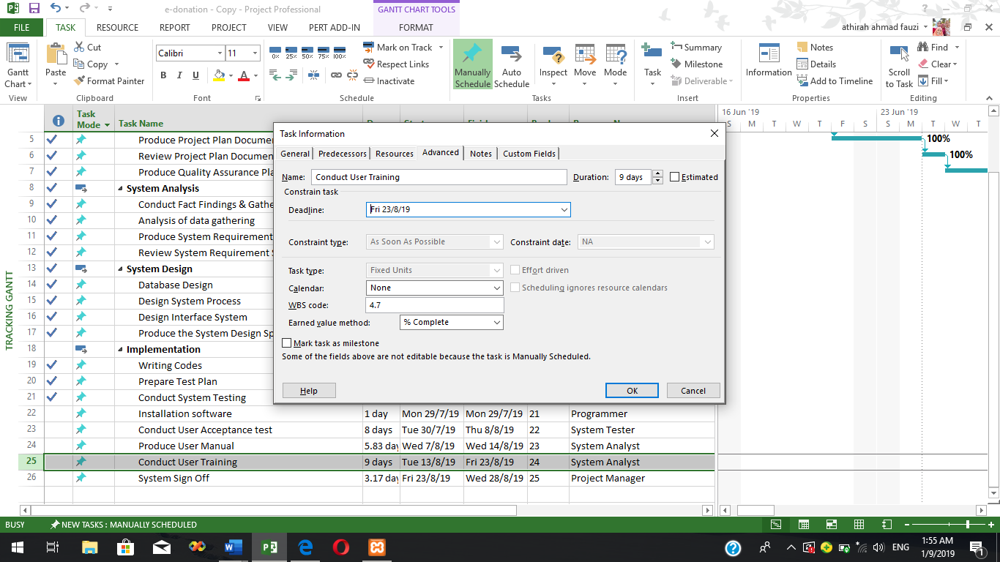 e-donation - Copy - Project Professional
GANTT CHART TOOLS
FILE TASK RESOURCE REPORT PROJECT VIEW PERT ADD-IN FORMAT
athirah ahmad fauzi
Gantt Chart
View
Paste
Cut
Copy
Format Painter
Clipboard
Calibri 11
B I U A
Font
0% 25% 50% 75% 100%
Mark on Track
Respect Links
Inactivate
Schedule
Manually Schedule
Auto Schedule
Inspect
Move
Mode
Tasks
Task
Summary
Milestone
Deliverable
Insert
Information
Notes
Details
Add to Timeline
Properties
Scroll to Task
Find
Clear
Fill
Editing
Task Mode
Task Name
16 Jun '19 23 Jun '19
S M T W T F S S M T W T
TRACKING GANTT
5 Produce Project Plan Documen
6 Review Project Plan Documen
7 Produce Quality Assurance Pla
8 System Analysis
9 Conduct Fact Findings & Gathe
10 Analysis of data gathering
11 Produce System Requirement
12 Review System Requirement S
13 System Design
14 Database Design
15 Design System Process
16 Design Interface System
17 Produce the System Design Sp
18 Implementation
19 Writing Codes
20 Prepare Test Plan
21 Conduct System Testing
22 Installation software 1 day Mon 29/7/19 Mon 29/7/19 21 Programmer
23 Conduct User Acceptance test 8 days Tue 30/7/19 Thu 8/8/19 22 System Tester
24 Produce User Manual 5.83 day Wed 7/8/19 Wed 14/8/19 23 System Analyst
25 Conduct User Training 9 days Tue 13/8/19 Fri 23/8/19 24 System Analyst
26 System Sign Off 3.17 day Fri 23/8/19 Wed 28/8/19 25 Project Manager
100%
100%
Task Information
General Predecessors Resources Advanced Notes Custom Fields
Name: Conduct User Training Duration: 9 days Estimated
Constrain task
Deadline: Fri 23/8/19
Constraint type: As Soon As Possible Constraint date: NA
Task type: Fixed Units Effort driven
Calendar: None Scheduling ignores resource calendars
WBS code: 4.7
Earned value method: % Complete
Mark task as milestone
Some of the fields above are not editable because the task is Manually Scheduled.
Help OK Cancel
BUSY NEW TASKS : MANUALLY SCHEDULED
ENG
1:55 AM
1/9/2019
1